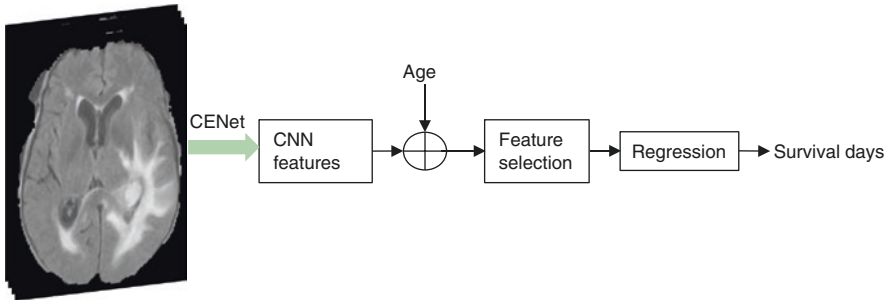 CENet
CNN
features
Age
Feature
selection
Regression
Survival days